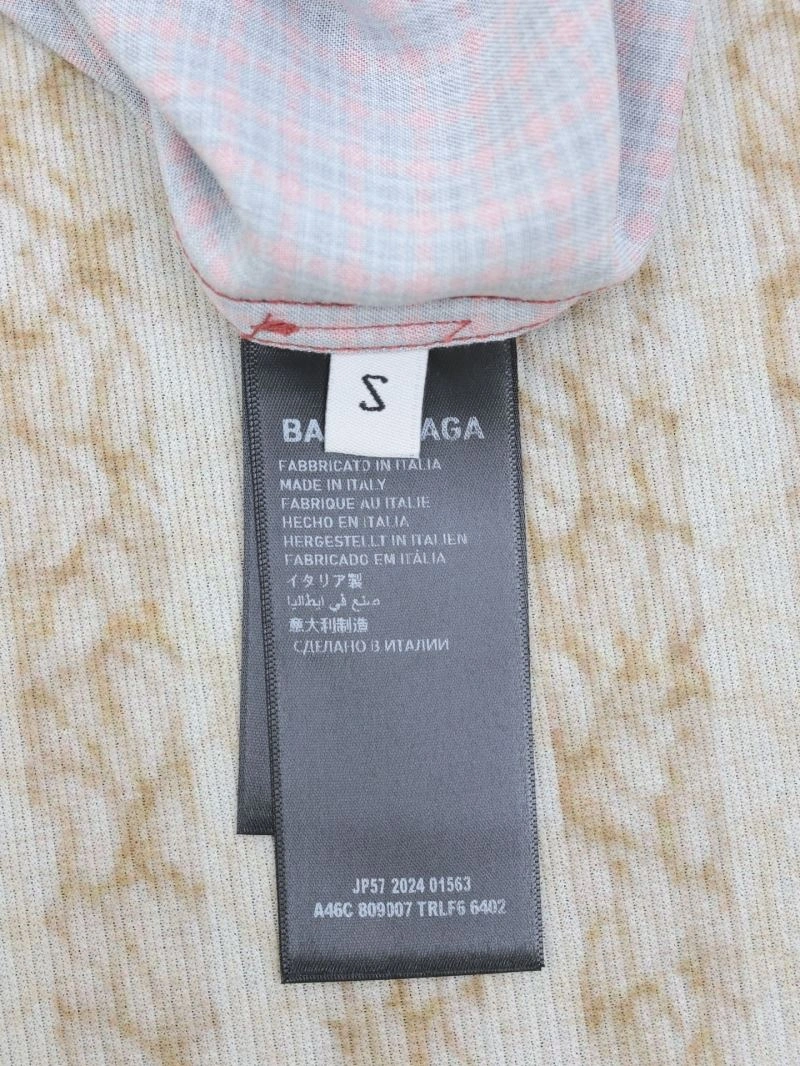 2
BA AGA
FABBRICATO IN ITALIA
MADE IN ITALY
FABRIQUE AU ITALIE
HECHO EN ITALIA
HERGESTELLT IN ITALIEN
FABRICADO EM ITÀLIA
イタリア製
صنع في ايطاليا
意大利制造
СДЕЛАНО В ИТАЛИИ
JP57 2024 01563
A46C 809007 TRLF6 6402